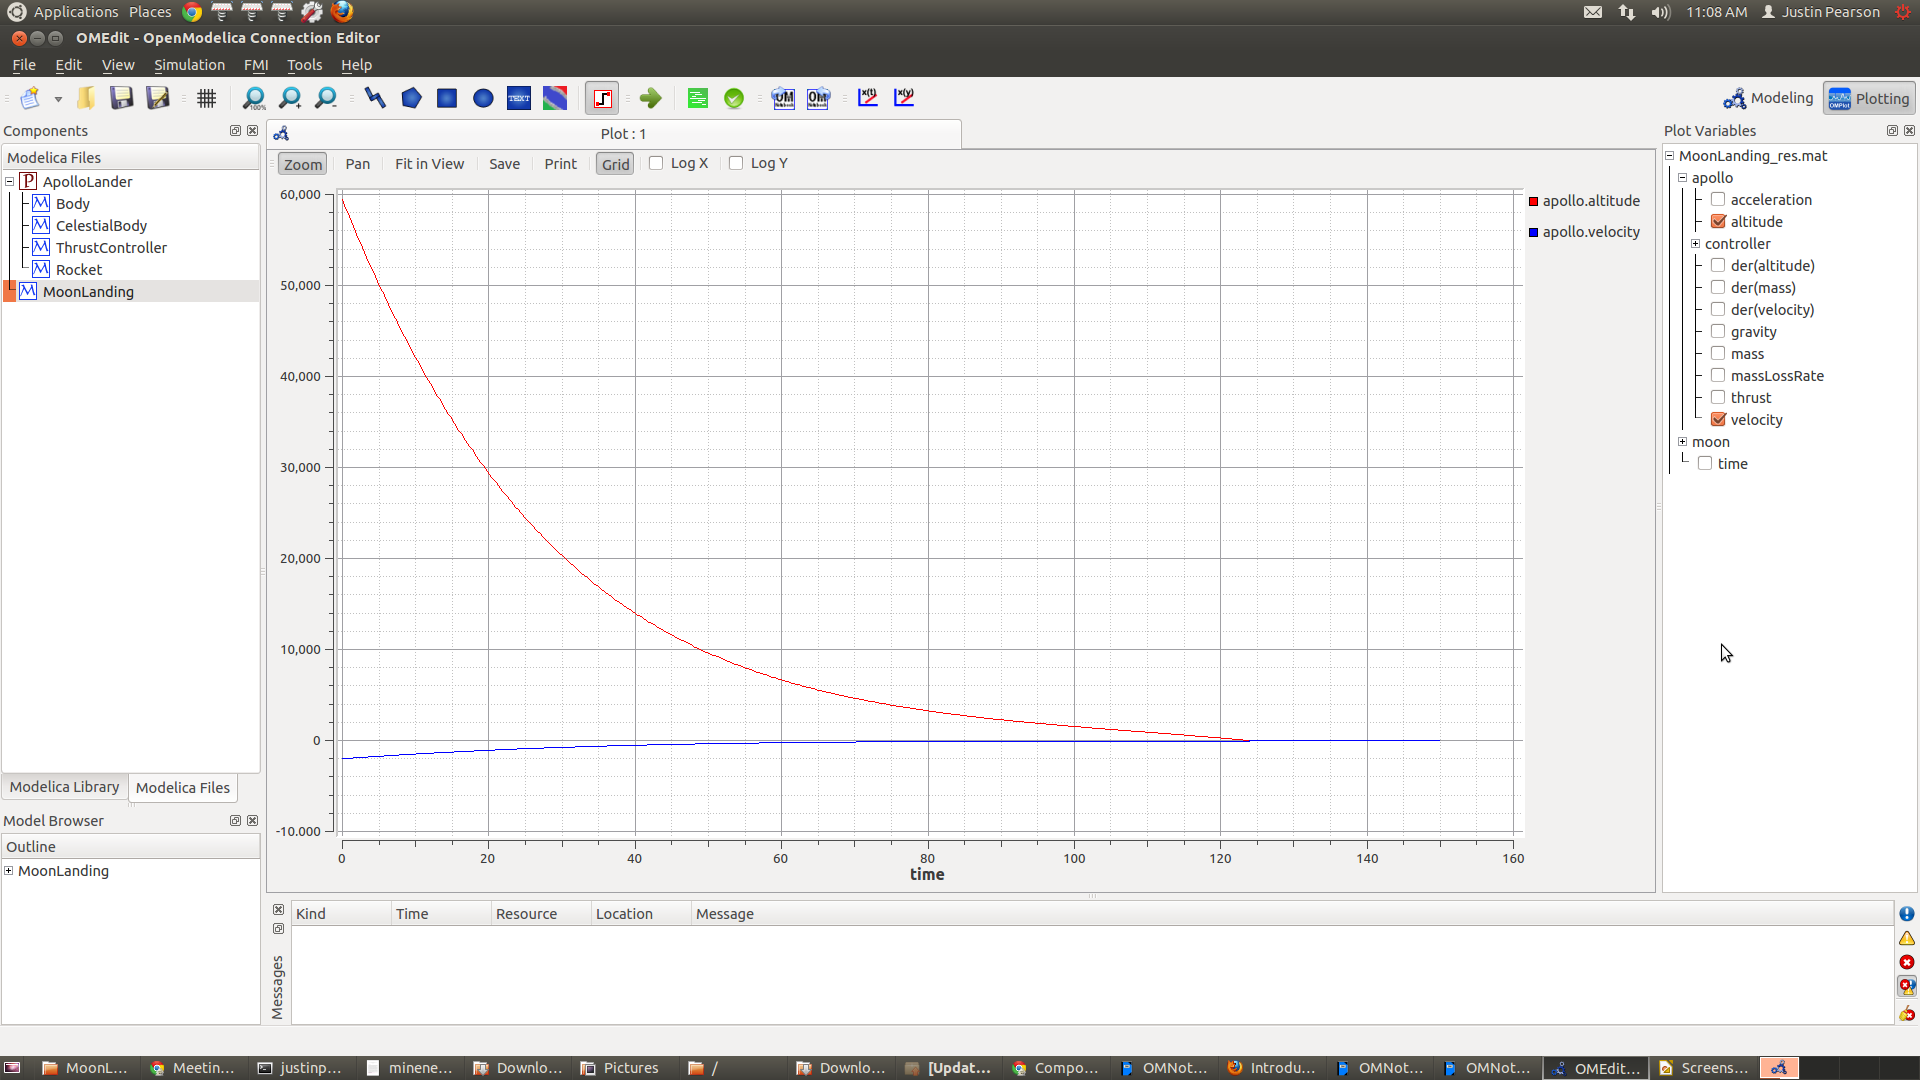 Applications Places 11:08 AM Justin Pearson
OMEdit - OpenModelica Connection Editor
File Edit View Simulation FMI Tools Help
100% TEXT OM OM x(t) x(y) Modeling OMPlot Plotting
Components
Modelica Files
P ApolloLander
Body
CelestialBody
ThrustController
Rocket
MoonLanding
Modelica Library Modelica Files
Model Browser
Outline
MoonLanding
Plot : 1
Zoom Pan Fit in View Save Print Grid Log X Log Y
60,000
50,000
40,000
30,000
20,000
10,000
0
-10.000
0 20 40 60 80 100 120 140 160
time
apollo.altitude
apollo.velocity
Plot Variables
MoonLanding_res.mat
apollo
acceleration
altitude
controller
der(altitude)
der(mass)
der(velocity)
gravity
mass
massLossRate
thrust
velocity
moon
time
Messages
Kind Time Resource Location Message
MoonL... Meetin... justinp... minene... Downlo... Pictures / Downlo... [Updat... Compo... OMNot... Introdu... OMNot... OMNot... OMEdit... Screens...